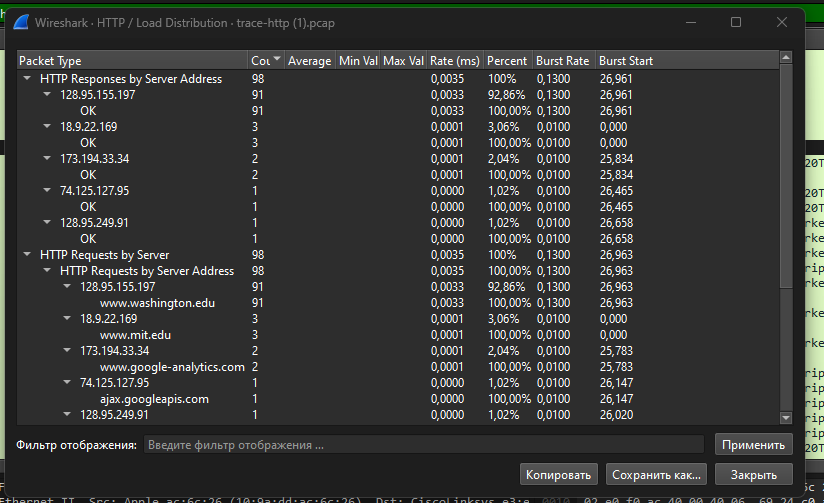 Wireshark · HTTP / Load Distribution · trace-http (1).pcap
Packet Type Cou Average Min Val Max Val Rate (ms) Percent Burst Rate Burst Start
HTTP Responses by Server Address 98 0,0035 100% 0,1300 26,961
128.95.155.197 91 0,0033 92,86% 0,1300 26,961
OK 91 0,0033 100,00% 0,1300 26,961
18.9.22.169 3 0,0001 3,06% 0,0100 0,000
OK 3 0,0001 100,00% 0,0100 0,000
173.194.33.34 2 0,0001 2,04% 0,0100 25,834
OK 2 0,0001 100,00% 0,0100 25,834
74.125.127.95 1 0,0000 1,02% 0,0100 26,465
OK 1 0,0000 100,00% 0,0100 26,465
128.95.249.91 1 0,0000 1,02% 0,0100 26,658
OK 1 0,0000 100,00% 0,0100 26,658
HTTP Requests by Server 98 0,0035 100% 0,1300 26,963
HTTP Requests by Server Address 98 0,0035 100,00% 0,1300 26,963
128.95.155.197 91 0,0033 92,86% 0,1300 26,963
www.washington.edu 91 0,0033 100,00% 0,1300 26,963
18.9.22.169 3 0,0001 3,06% 0,0100 0,000
www.mit.edu 3 0,0001 100,00% 0,0100 0,000
173.194.33.34 2 0,0001 2,04% 0,0100 25,783
www.google-analytics.com 2 0,0001 100,00% 0,0100 25,783
74.125.127.95 1 0,0000 1,02% 0,0100 26,147
ajax.googleapis.com 1 0,0000 100,00% 0,0100 26,147
128.95.249.91 1 0,0000 1,02% 0,0100 26,020
Фильтр отображения: Введите фильтр отображения ... Применить
Копировать Сохранить как... Закрыть